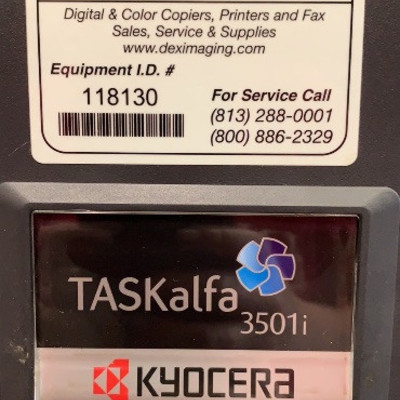 Digital & Color Copiers, Printers and Fax
Sales, Service & Supplies
www.deximaging.com
Equipment I.D. #
118130
For Service Call
(813) 288-0001
(800) 886-2329
TASKalfa
3501i
KYOCERA